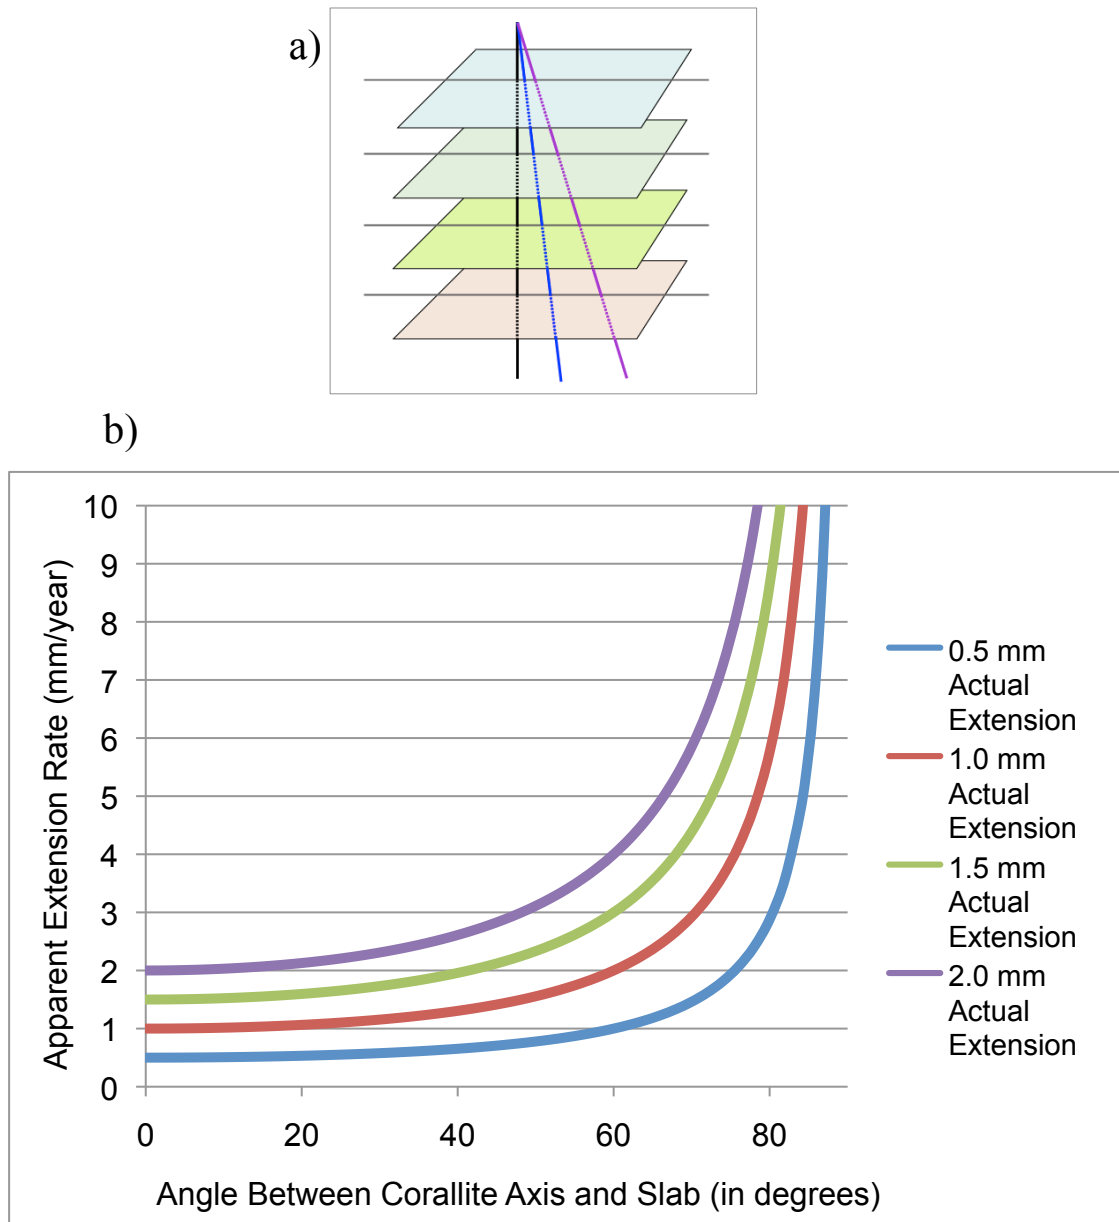 a)
b)
10
9
8
7
6
5
4
3
2
1
0
Apparent Extension Rate (mm/year)
0 20 40 60 80
Angle Between Corallite Axis and Slab (in degrees)
0.5 mm
Actual
Extension
1.0 mm
Actual
Extension
1.5 mm
Actual
Extension
2.0 mm
Actual
Extension